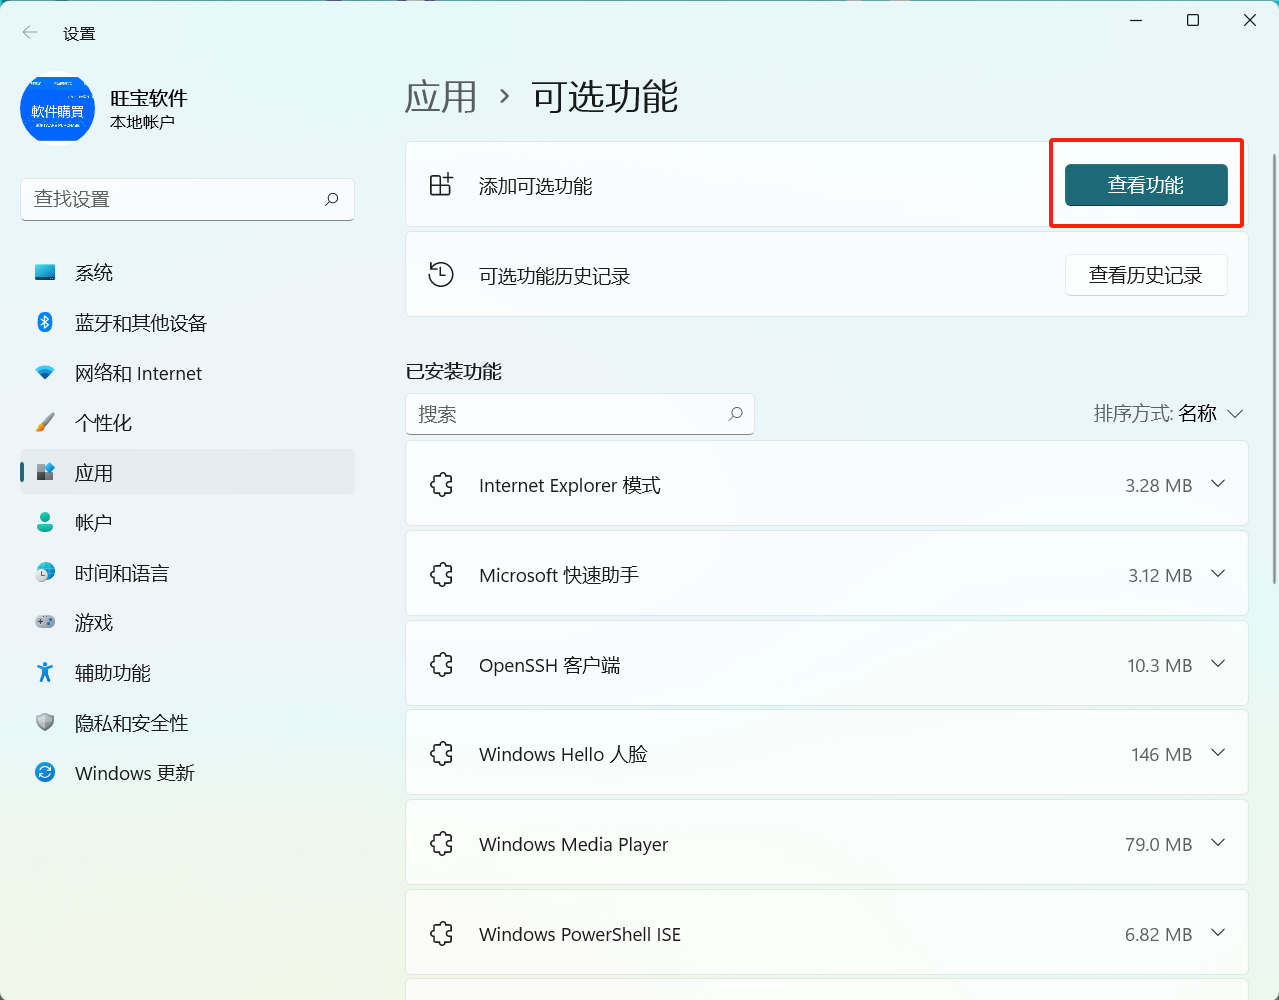 设置
軟件購買
旺宝软件
本地帐户
查找设置
系统
蓝牙和其他设备
网络和 Internet
个性化
应用
帐户
时间和语言
游戏
辅助功能
隐私和安全性
Windows 更新
应用 › 可选功能
添加可选功能
查看功能
可选功能历史记录
查看历史记录
已安装功能
搜索
排序方式: 名称
Internet Explorer 模式 3.28 MB
Microsoft 快速助手 3.12 MB
OpenSSH 客户端 10.3 MB
Windows Hello 人脸 146 MB
Windows Media Player 79.0 MB
Windows PowerShell ISE 6.82 MB